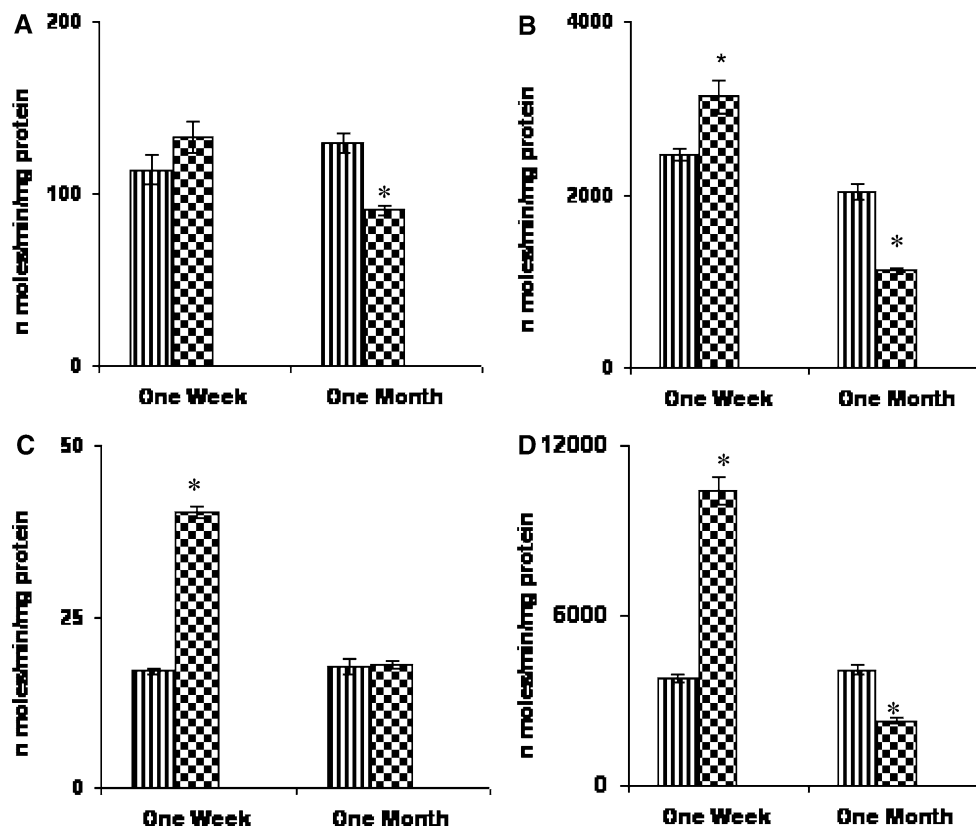 A
200
100
0
n moles/min/mg protein
*
One Week
One Month
B
4000
2000
0
n moles/min/mg protein
*
*
One Week
One Month
C
50
25
0
n moles/min/mg protein
*
One Week
One Month
D
12000
6000
0
n moles/min/mg protein
*
*
One Week
One Month